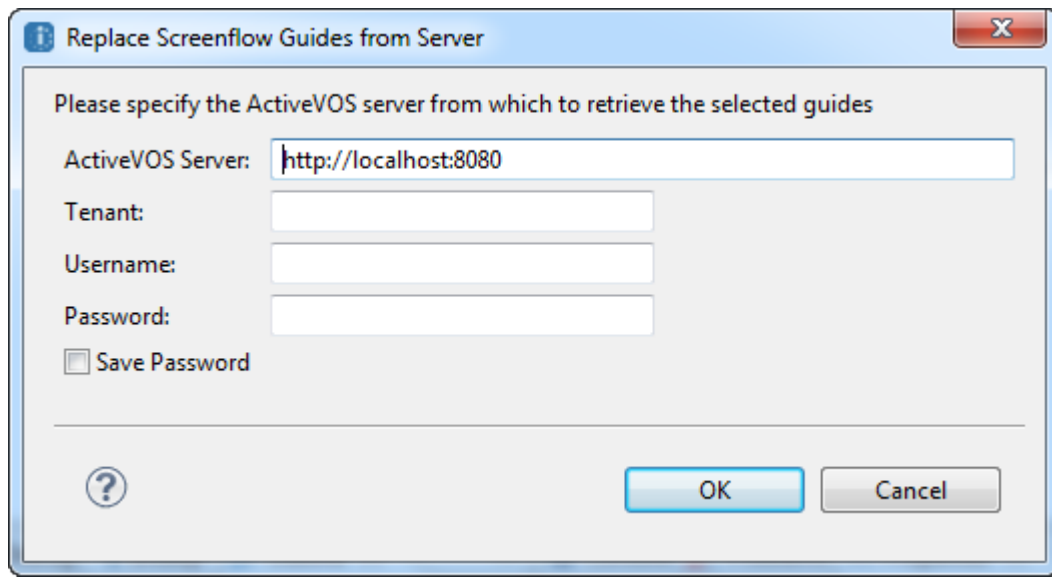 Replace Screenflow Guides from Server
Please specify the ActiveVOS server from which to retrieve the selected guides
ActiveVOS Server: http://localhost:8080
Tenant:
Username:
Password:
Save Password
? OK Cancel